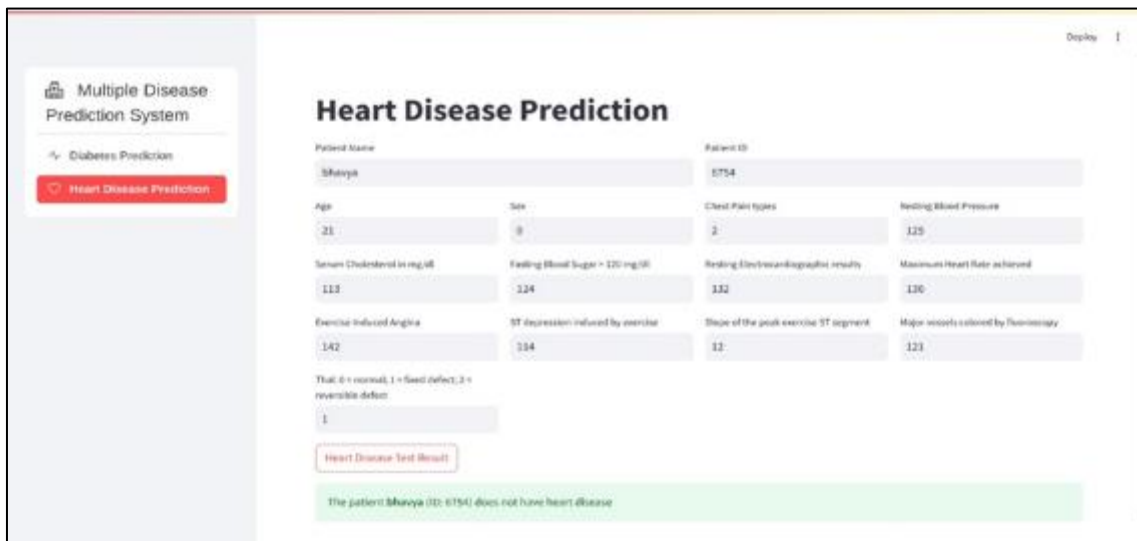 Deploy
Multiple Disease
Prediction System
Diabetes Prediction
Heart Disease Prediction
Heart Disease Prediction
Patient Name Patient ID
bhavya 6754
Age Sex Chest Pain types Resting Blood Pressure
21 0 2 125
Serum Cholesterol in mg/dl Fasting Blood Sugar > 120 mg/dl Resting Electrocardiographic results Maximum Heart Rate achieved
113 124 132 130
Exercise Induced Angina ST depression induced by exercise Slope of the peak exercise ST segment Major vessels colored by fluoroscopy
142 12 121
Thal: 0 = normal; 1 = fixed defect; 2 =
reversible defect
1
Heart Disease Test Result
The patient bhavya (ID: 6754) does not have heart disease